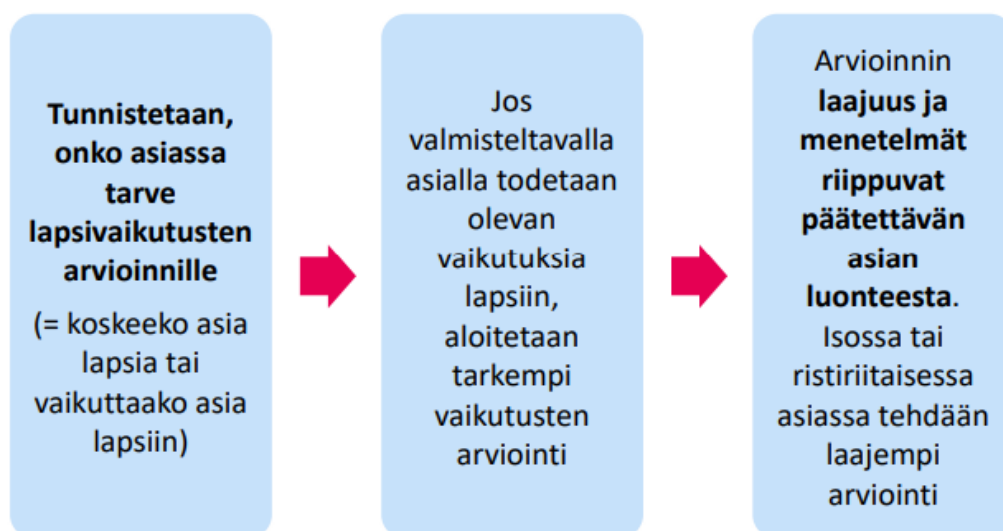 Tunnistetaan,
onko asiassa
tarve
lapsivaikutusten
arvioinnille
(= koskeeko asia
lapsia tai
vaikuttaako asia
lapsiin)
Jos
valmisteltavalla
asialla todetaan
olevan
vaikutuksia
lapsiin,
aloitetaan
tarkempi
vaikutusten
arviointi
Arvioinnin
laajuus ja
menetelmät
riippuvat
päätettävän
asian
luonteesta.
Isossa tai
ristiriitaisessa
asiassa tehdään
laajempi
arviointi